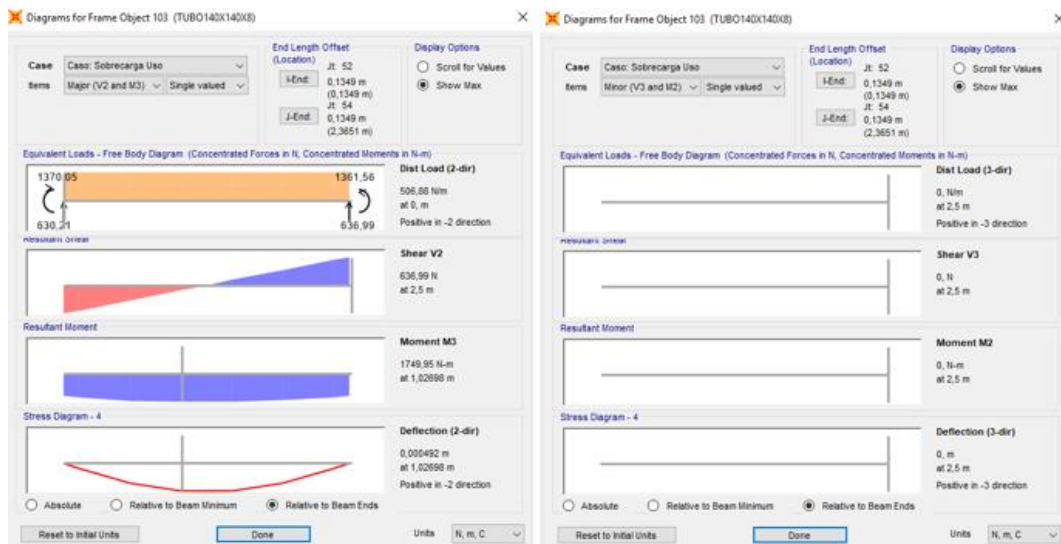 Diagrams for Frame Object 103 (TUBO140X140X8)
End Length Offset (Location)
Display Options
Case
Caso: Sobrecarga Uso
Items
Major (V2 and M3)
Single valued
Jt: 52
I-End:
0,1349 m
(0,1349 m)
Jt: 54
J-End:
0,1349 m
(2,3651 m)
Scroll for Values
Show Max
Equivalent Loads - Free Body Diagram (Concentrated Forces in N, Concentrated Moments in N-m)
1370,05
1361,56
630,21
636,99
Dist Load (2-dir)
506,88 N/m
at 0, m
Positive in -2 direction
Resultant Shear
Shear V2
636,99 N
at 2,5 m
Resultant Moment
Moment M3
1749,95 N-m
at 1,02698 m
Stress Diagram - 4
Deflection (2-dir)
0,000492 m
at 1,02698 m
Positive in -2 direction
Absolute
Relative to Beam Minimum
Relative to Beam Ends
Reset to Initial Units
Done
Units
N, m, C
Diagrams for Frame Object 103 (TUBO140X140X8)
End Length Offset (Location)
Display Options
Case
Caso: Sobrecarga Uso
Items
Minor (V3 and M2)
Single valued
Jt: 52
I-End:
0,1349 m
(0,1349 m)
Jt: 54
J-End:
0,1349 m
(2,3651 m)
Scroll for Values
Show Max
Equivalent Loads - Free Body Diagram (Concentrated Forces in N, Concentrated Moments in N-m)
Dist Load (3-dir)
0, N/m
at 2,5 m
Positive in -3 direction
Resultant Shear
Shear V3
0, N
at 2,5 m
Resultant Moment
Moment M2
0, N-m
at 2,5 m
Stress Diagram - 4
Deflection (3-dir)
0, m
at 2,5 m
Positive in -3 direction
Absolute
Relative to Beam Minimum
Relative to Beam Ends
Reset to Initial Units
Done
Units
N, m, C